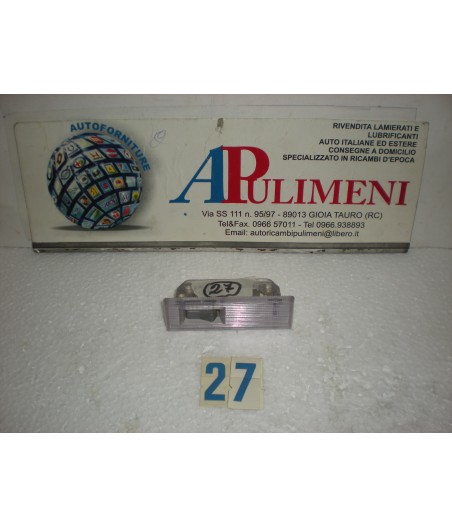 AUTOFORNITURE
APULIMENI
RIVENDITA LAMIERATI E
LUBRIFICANTI
AUTO ITALIANE ED ESTERE
CONSEGNE A DOMICILIO
SPECIALIZZATO IN RICAMBI D'EPOCA
Via SS 111 n. 95/97 - 89013 GIOIA TAURO (RC)
Tel&Fax. 0966 57011 - Tel 0966.938893
Email: autoricambipulimeni@libero.it
27
27